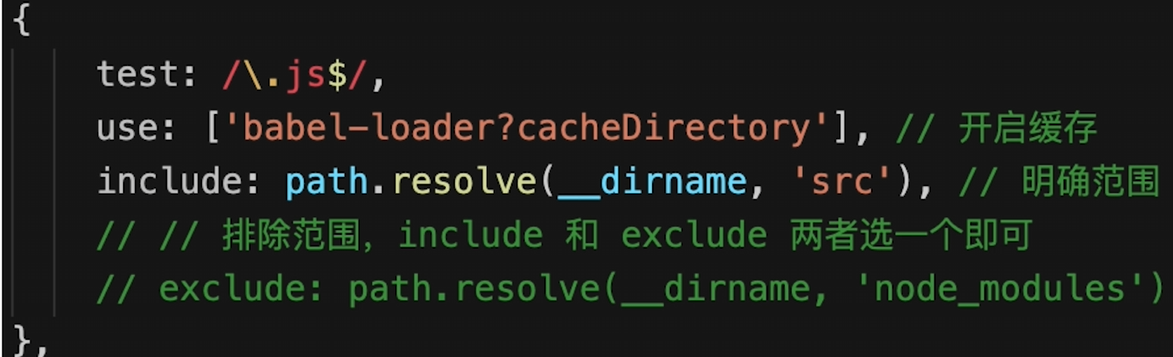 {
test: /\.js$/,
use: ['babel-loader?cacheDirectory'], // 开启缓存
include: path.resolve(__dirname, 'src'), // 明确范围
// // 排除范围，include 和 exclude 两者选一个即可
// exclude: path.resolve(__dirname, 'node_modules')
},